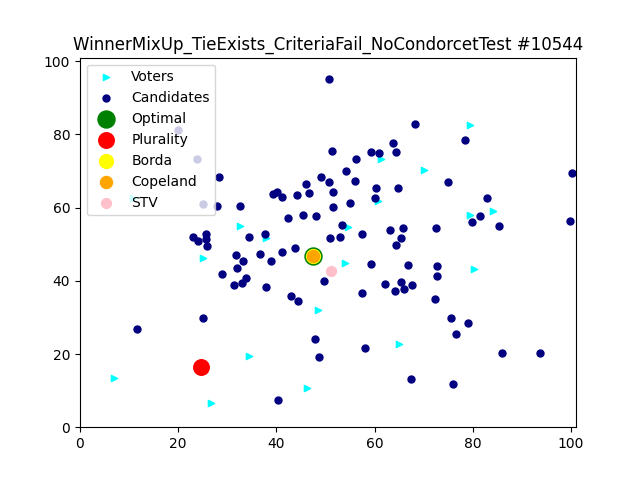 WinnerMixUp_TieExists_CriteriaFail_NoCondorcetTest #10544
Voters
Candidates
Optimal
Plurality
Borda
Copeland
STV
100
80
60
40
20
0
0 20 40 60 80 100